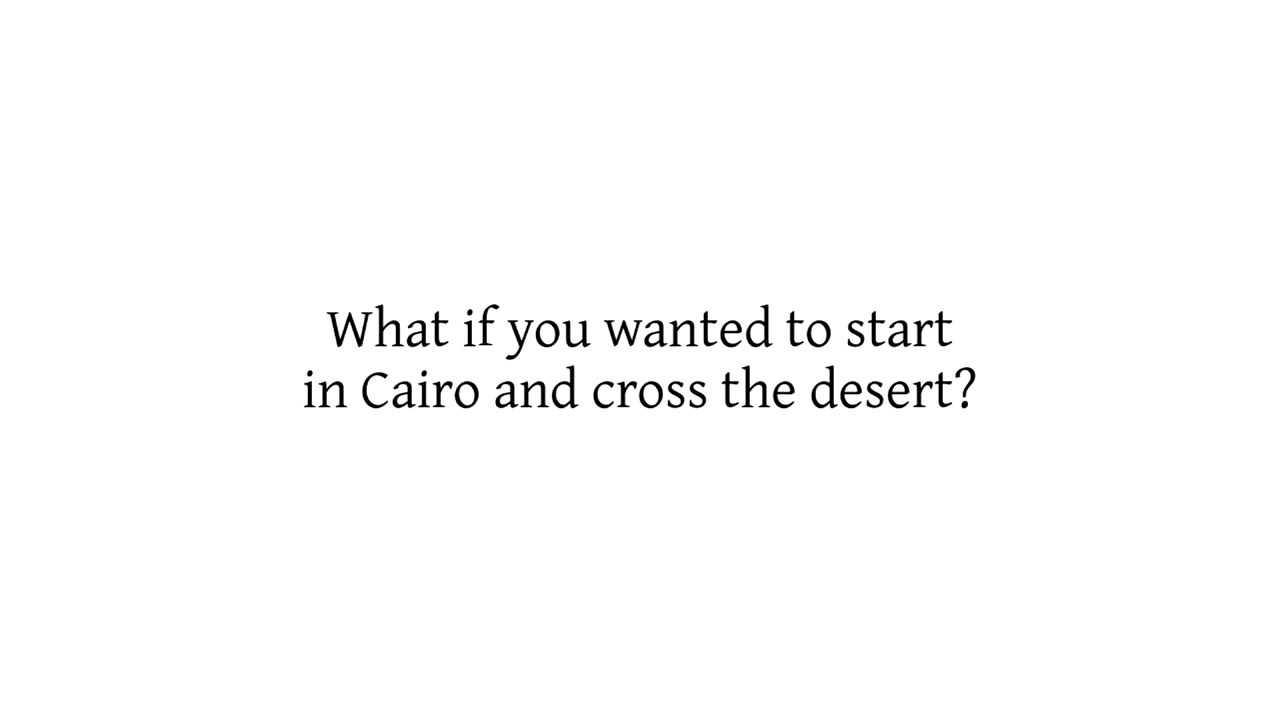 What if you wanted to start
in Cairo and cross the desert?